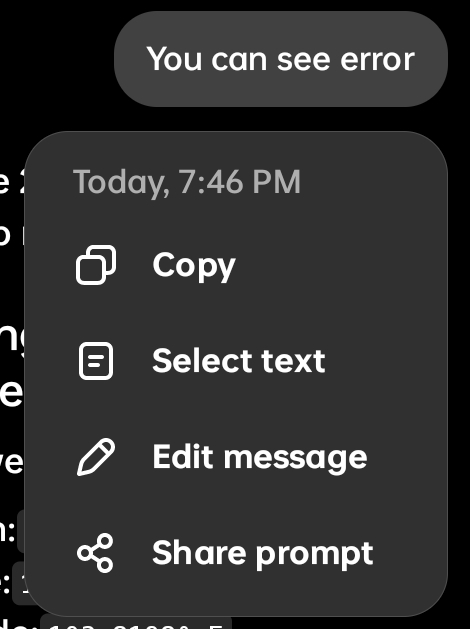 You can see error
Today, 7:46 PM
Copy
Select text
Edit message
Share prompt